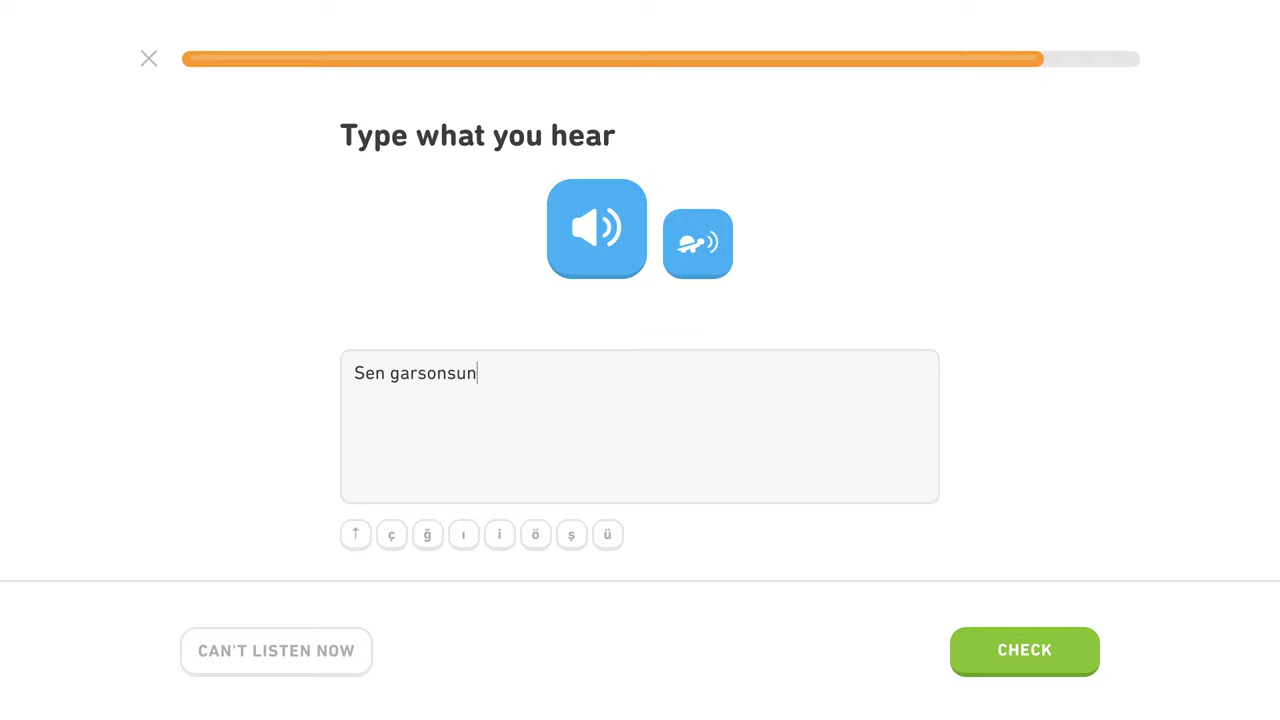 Type what you hear
Sen garsonsun
↑ ç ğ ı i ö ş ü
CAN'T LISTEN NOW
CHECK